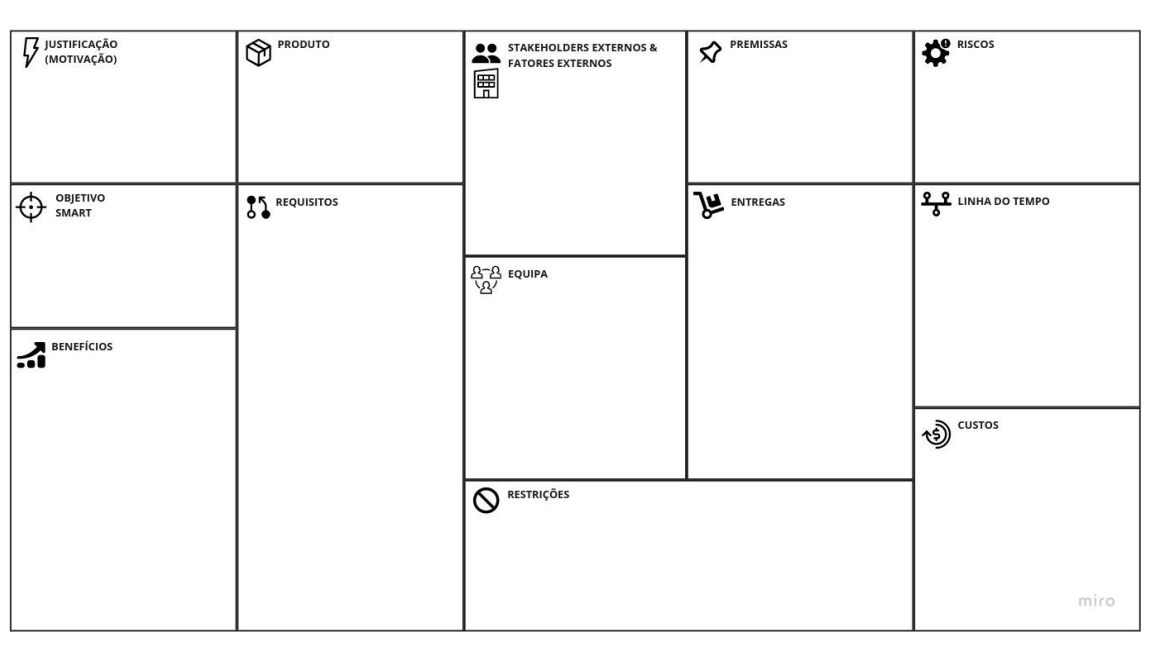 JUSTIFICAÇÃO
(MOTIVAÇÃO)
PRODUTO
STAKEHOLDERS EXTERNOS &
FATORES EXTERNOS
PREMISSAS
RISCOS
OBJETIVO
SMART
REQUISITOS
ENTREGAS
LINHA DO TEMPO
EQUIPA
BENEFÍCIOS
CUSTOS
RESTRIÇÕES
miro